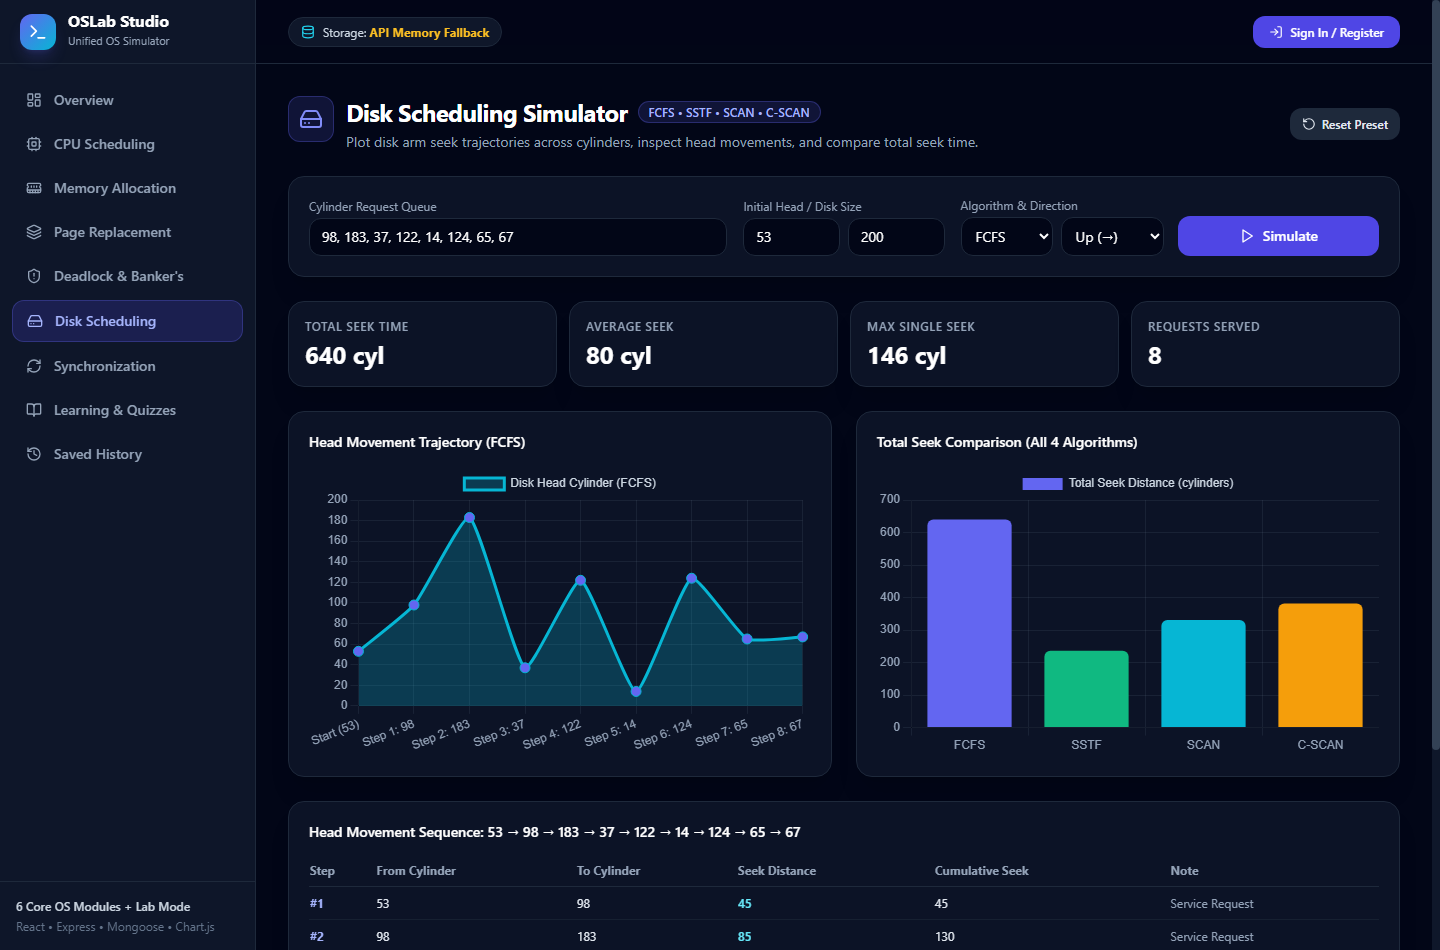 OSLab Studio
Unified OS Simulator
Overview
CPU Scheduling
Memory Allocation
Page Replacement
Deadlock & Banker's
Disk Scheduling
Synchronization
Learning & Quizzes
Saved History
6 Core OS Modules + Lab Mode
React • Express • Mongoose • Chart.js
Storage: API Memory Fallback
Sign In / Register
Disk Scheduling Simulator
FCFS • SSTF • SCAN • C-SCAN
Plot disk arm seek trajectories across cylinders, inspect head movements, and compare total seek time.
Reset Preset
Cylinder Request Queue
98, 183, 37, 122, 14, 124, 65, 67
Initial Head / Disk Size
53
200
Algorithm & Direction
FCFS
Up (→)
Simulate
TOTAL SEEK TIME
640 cyl
AVERAGE SEEK
80 cyl
MAX SINGLE SEEK
146 cyl
REQUESTS SERVED
8
Head Movement Trajectory (FCFS)
Disk Head Cylinder (FCFS)
200
180
160
140
120
100
80
60
40
20
0
Start (53)
Step 1: 98
Step 2: 183
Step 3: 37
Step 4: 122
Step 5: 14
Step 6: 124
Step 7: 65
Step 8: 67
Total Seek Comparison (All 4 Algorithms)
Total Seek Distance (cylinders)
700
600
500
400
300
200
100
0
FCFS
SSTF
SCAN
C-SCAN
Head Movement Sequence: 53 → 98 → 183 → 37 → 122 → 14 → 124 → 65 → 67
Step From Cylinder To Cylinder Seek Distance Cumulative Seek Note
#1 53 98 45 45 Service Request
#2 98 183 85 130 Service Request